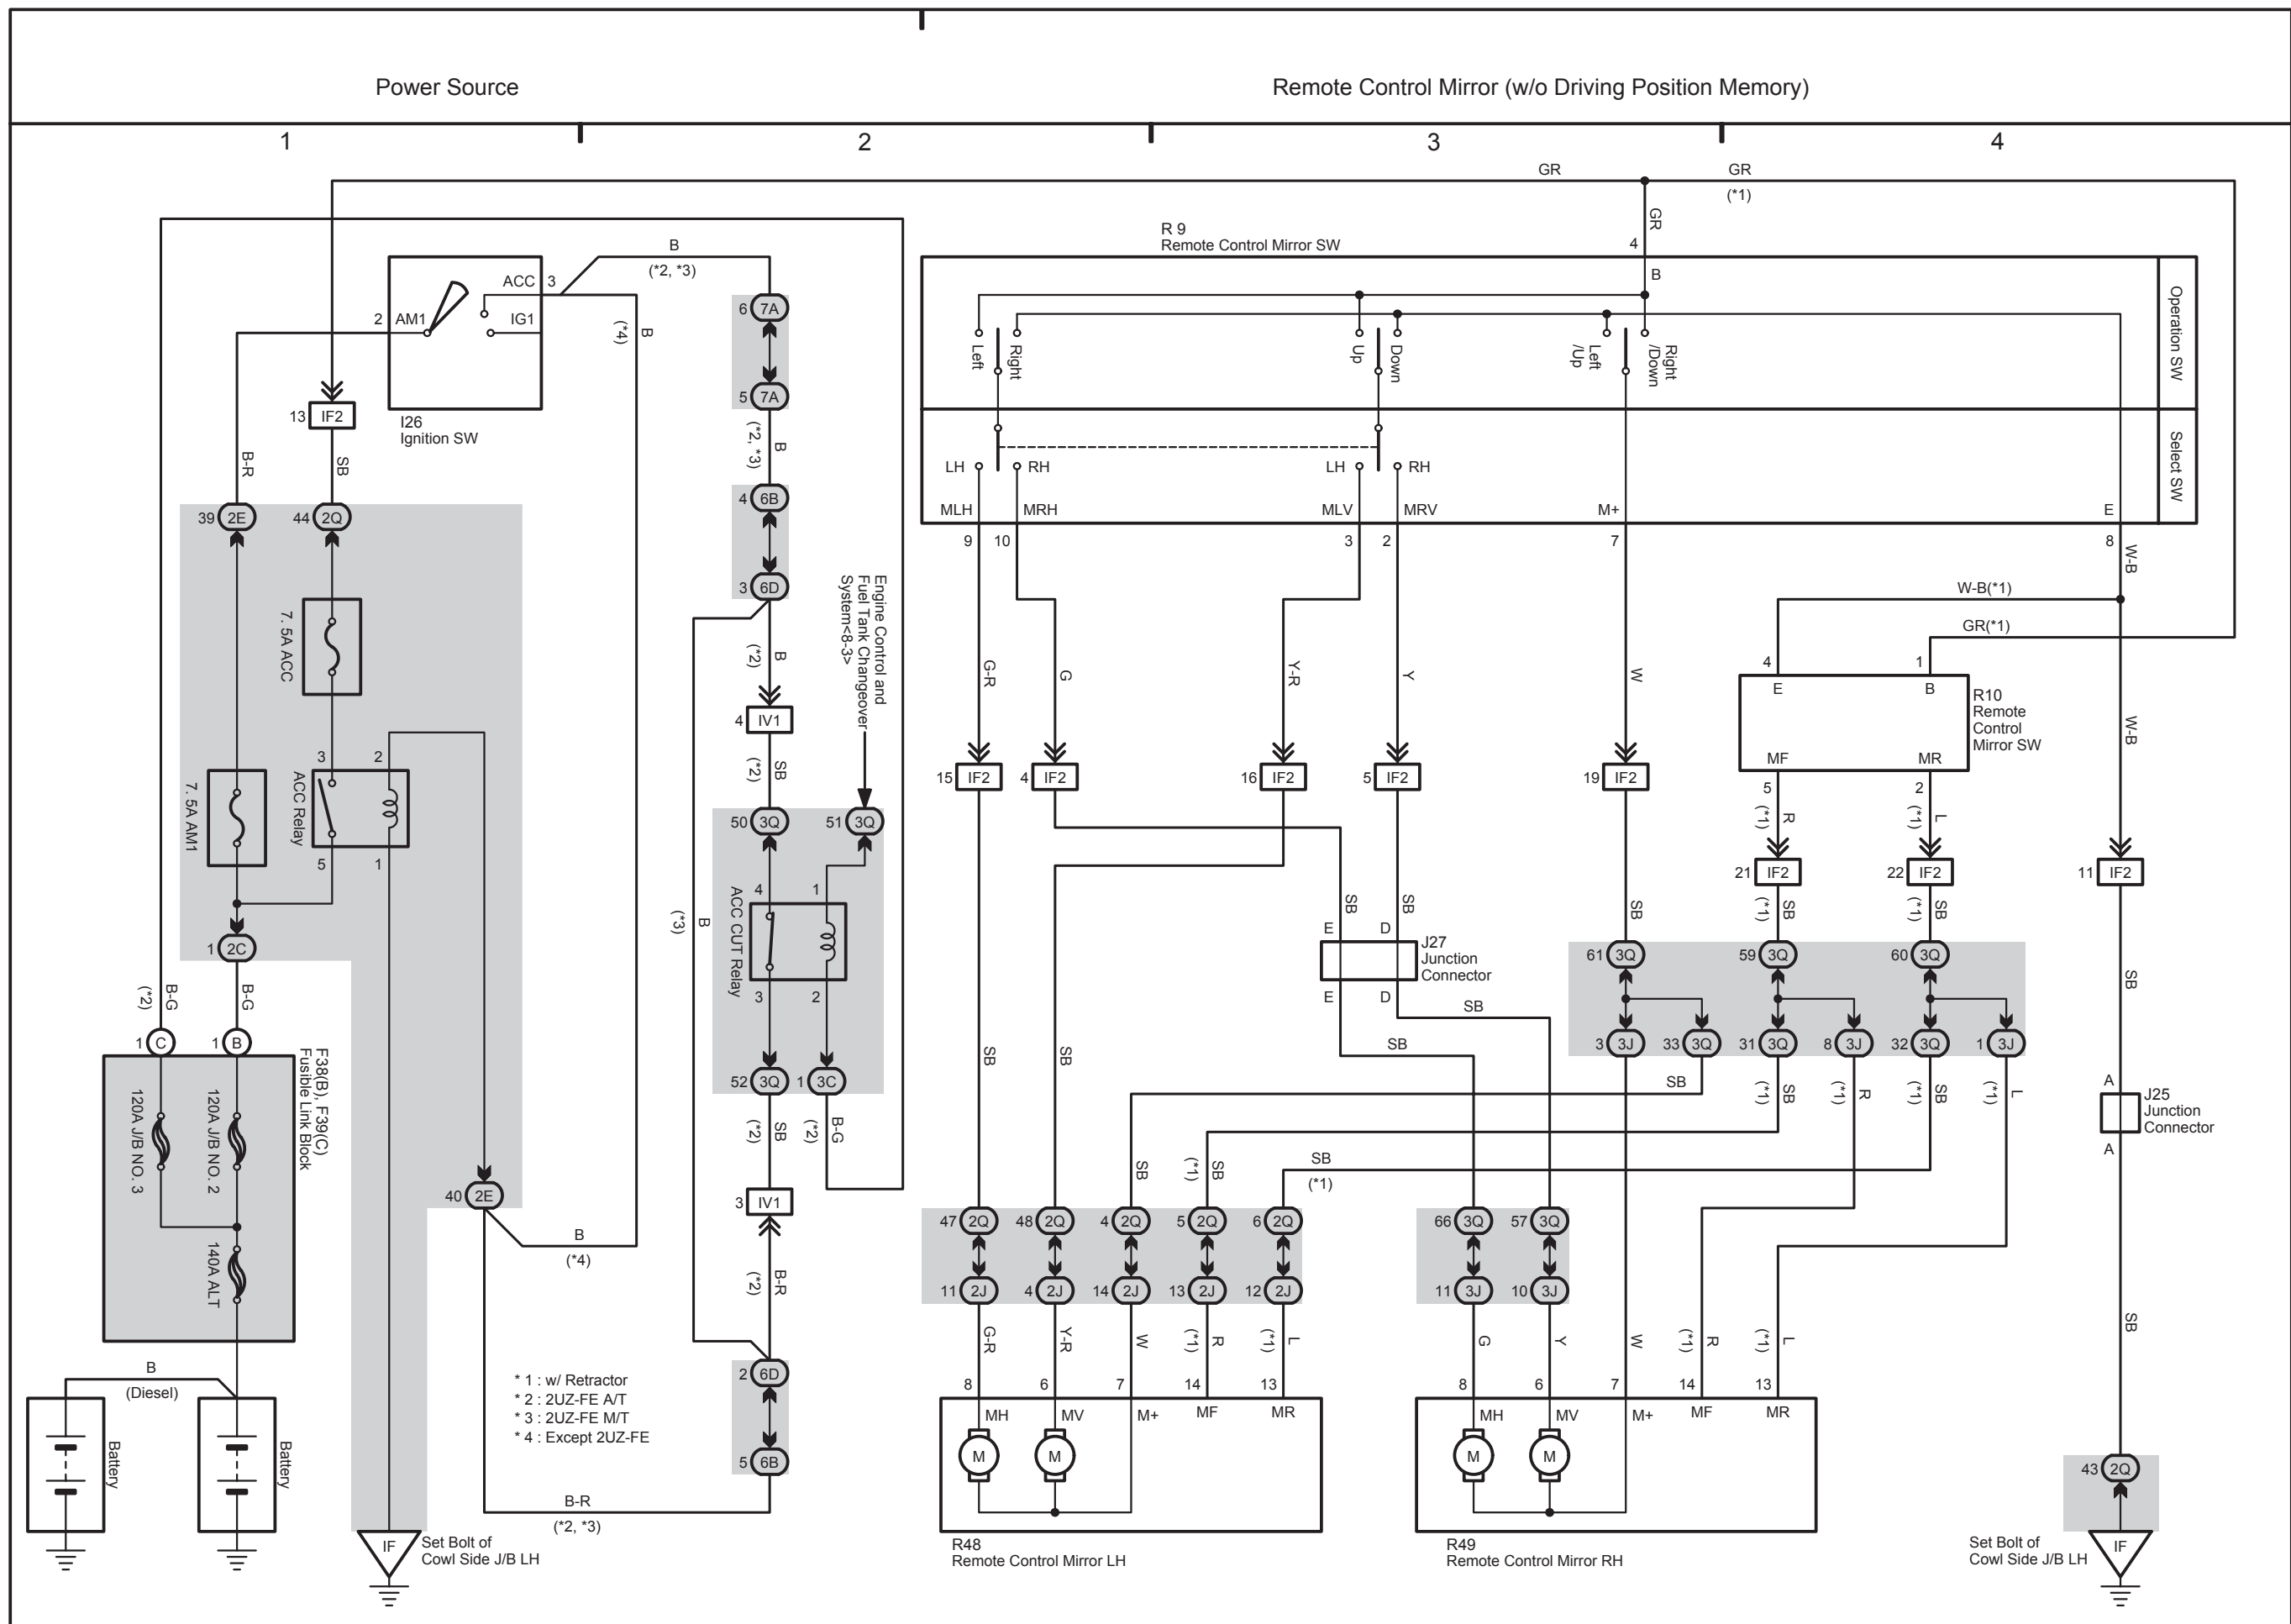 Power Source
Remote Control Mirror (w/o Driving Position Memory)
1
2
3
4
GR
GR
(*1)
GR
R 9
Remote Control Mirror SW
4
B
Operation SW
Select SW
Left
Right
Up
Down
Left
/Up
Right
/Down
LH
RH
LH
RH
MLH
MRH
MLV
MRV
M+
E
9
10
3
2
7
8
B
(*2, *3)
ACC
3
2
AM1
IG1
I26
Ignition SW
B
(*4)
6
7A
5
7A
B
(*2, *3)
4
6B
3
6D
13
IF2
SB
B-R
39
2E
44
2Q
7. 5A ACC
7. 5A AM1
3
2
ACC Relay
5
1
1
2C
B-G
(*2)
B-G
1
C
1
B
F38(B), F39(C)
Fusible Link Block
120A J/B NO. 3
120A J/B NO. 2
140A ALT
B
(Diesel)
Battery
Battery
IF
Set Bolt of
Cowl Side J/B LH
40
2E
B
(*4)
* 1 : w/ Retractor
* 2 : 2UZ-FE A/T
* 3 : 2UZ-FE M/T
* 4 : Except 2UZ-FE
B-R
(*2, *3)
B
(*2)
4
IV1
SB
(*2)
Engine Control and
Fuel Tank Changeover
System<8-3>
50
3Q
51
3Q
4
1
ACC CUT Relay
3
2
52
3Q
1
3C
SB
(*2)
B-G
(*2)
B
(*3)
3
IV1
B-R
(*2)
2
6D
5
6B
G-R
G
Y-R
Y
W
W-B
W-B(*1)
GR(*1)
4
1
E
B
R10
Remote
Control
Mirror SW
MF
MR
5
2
R
(*1)
L
(*1)
W-B
15
IF2
4
IF2
16
IF2
5
IF2
19
IF2
21
IF2
22
IF2
11
IF2
SB
SB
SB
SB
(*1)
SB
(*1)
E
D
J27
Junction
Connector
E
D
SB
SB
61
3Q
59
3Q
60
3Q
3
3J
33
3Q
31
3Q
8
3J
32
3Q
1
3J
SB
SB
SB
SB
(*1)
R
(*1)
SB
(*1)
L
(*1)
SB
A
J25
Junction
Connector
A
SB
SB
(*1)
SB
(*1)
47
2Q
48
2Q
4
2Q
5
2Q
6
2Q
66
3Q
57
3Q
11
2J
4
2J
14
2J
13
2J
12
2J
11
3J
10
3J
G-R
Y-R
W
R
(*1)
L
(*1)
G
Y
W
R
(*1)
L
(*1)
SB
8
6
7
14
13
8
6
7
14
13
MH
MV
M+
MF
MR
MH
MV
M+
MF
MR
M
M
M
M
R48
Remote Control Mirror LH
R49
Remote Control Mirror RH
43
2Q
IF
Set Bolt of
Cowl Side J/B LH